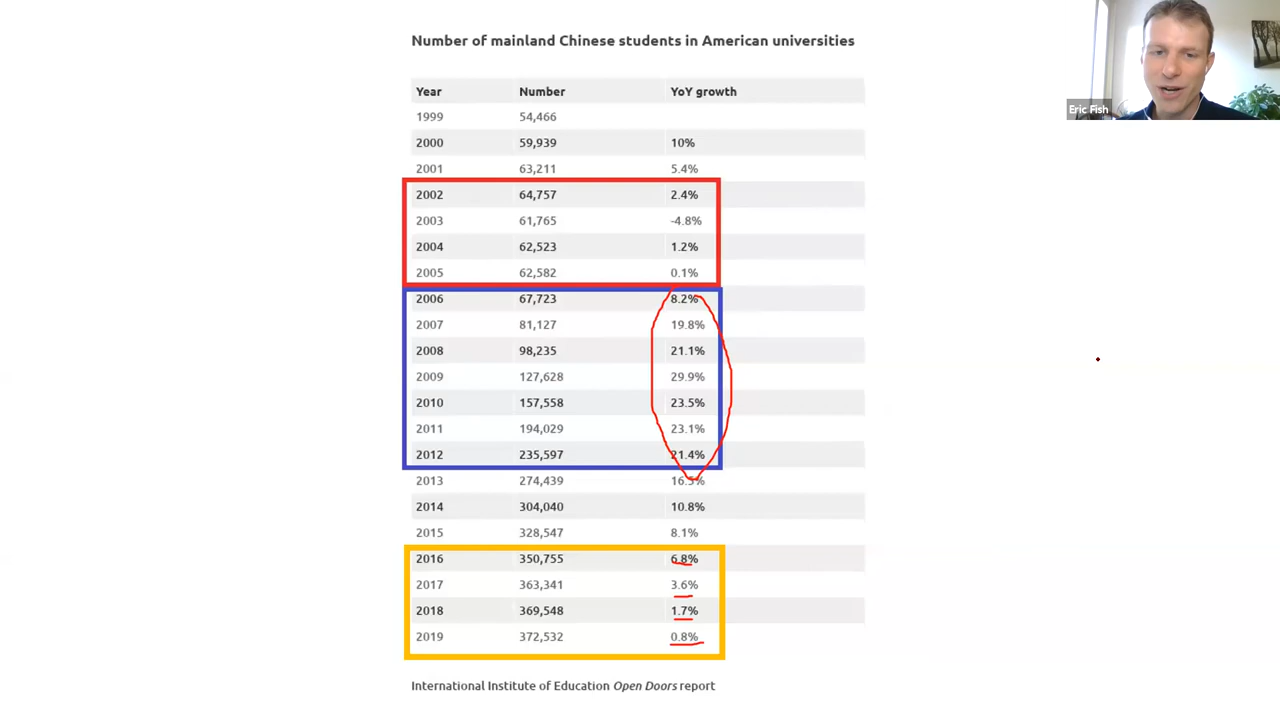 Number of mainland Chinese students in American universities
Eric Fish
Year Number YoY growth
1999 54,466
2000 59,939 10%
2001 63,211 5.4%
2002 64,757 2.4%
2003 61,765 -4.8%
2004 62,523 1.2%
2005 62,582 0.1%
2006 67,723 8.2%
2007 81,127 19.8%
2008 98,235 21.1%
2009 127,628 29.9%
2010 157,558 23.5%
2011 194,029 23.1%
2012 235,597 21.4%
2013 274,439 16.5%
2014 304,040 10.8%
2015 328,547 8.1%
2016 350,755 6.8%
2017 363,341 3.6%
2018 369,548 1.7%
2019 372,532 0.8%
International Institute of Education Open Doors report